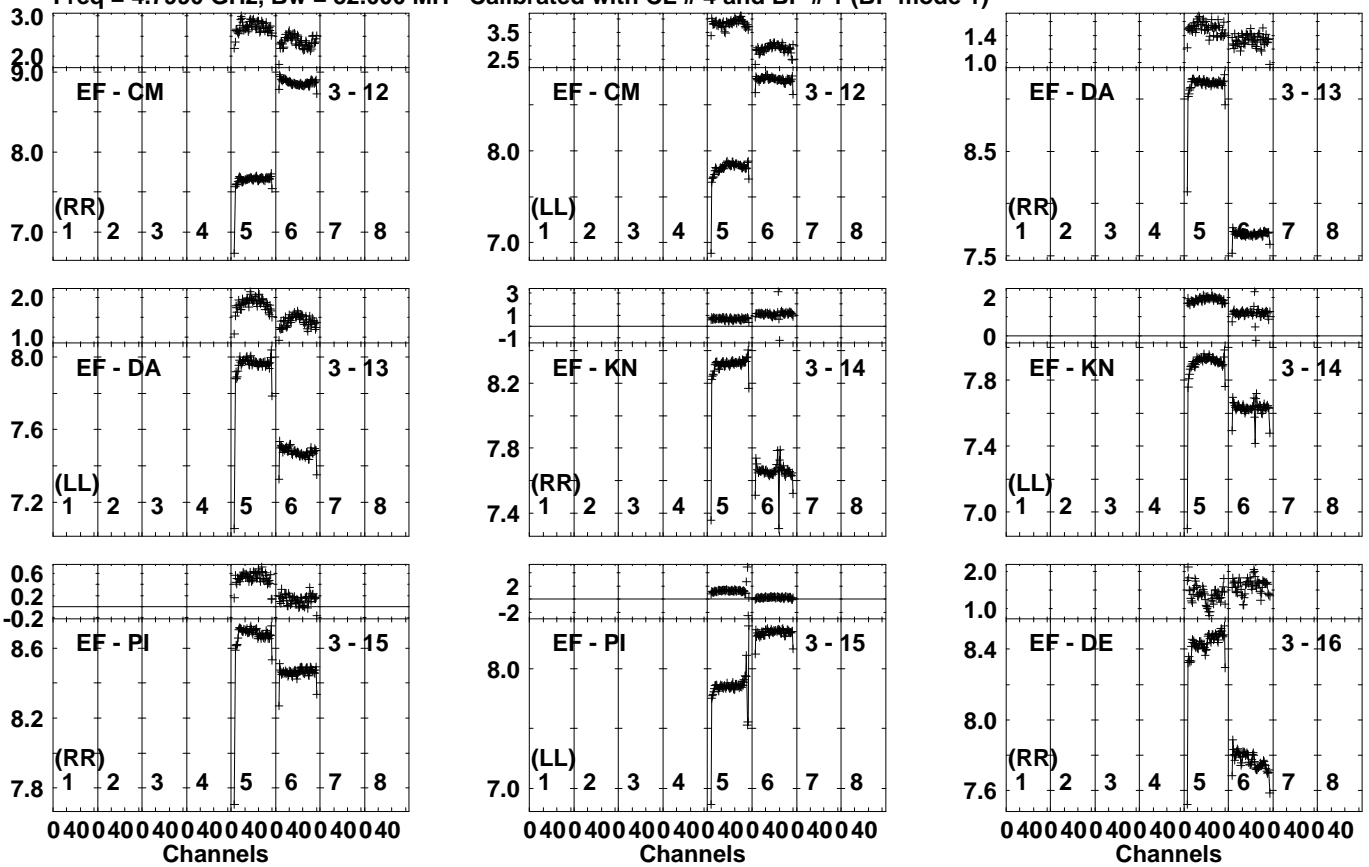 Calibrated with CL # 4 and BP # 1 (BP mode 1)
3.0
2.0
9.0
8.0
7.0
EF - CM 3 - 12
(RR)
1 2 3 4 5 6 7 8
3.5
2.5
8.0
7.0
EF - CM 3 - 12
(LL)
1 2 3 4 5 6 7 8
1.4
1.0
8.5
7.5
EF - DA 3 - 13
(RR)
1 2 3 4 5 6 7 8
2.0
1.0
8.0
7.6
7.2
EF - DA 3 - 13
(LL)
1 2 3 4 5 6 7 8
3
1
-1
8.2
7.8
7.4
EF - KN 3 - 14
(RR)
1 2 3 4 5 6 7 8
2
0
7.8
7.4
7.0
EF - KN 3 - 14
(LL)
1 2 3 4 5 6 7 8
0.6
0.2
-0.2
8.6
8.2
7.8
EF - PI 3 - 15
(RR)
1 2 3 4 5 6 7 8
2
-2
8.0
7.0
EF - PI 3 - 15
(LL)
1 2 3 4 5 6 7 8
2.0
1.0
8.4
8.0
7.6
EF - DE 3 - 16
(RR)
1 2 3 4 5 6 7 8
0 40 0 40 0 40 0 40 0 40 0 40 0 40 0 40
Channels
0 40 0 40 0 40 0 40 0 40 0 40 0 40 0 40
Channels
0 40 0 40 0 40 0 40 0 40 0 40 0 40 0 40
Channels